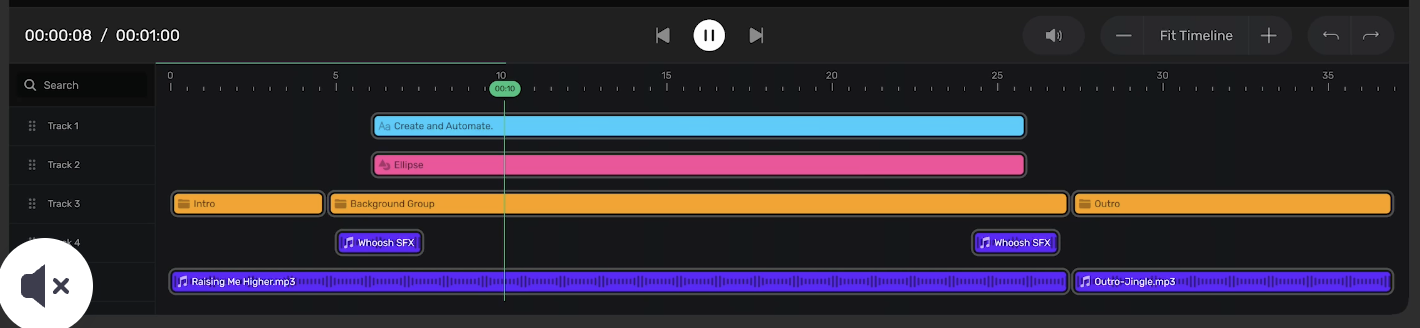 00:00:08 / 00:01:00 Fit Timeline
Search 0 5 10 15 20 25 30 35
00:10
Track 1 Aa Create and Automate.
Track 2 Ellipse
Track 3 Intro Background Group Outro
4 Whoosh SFX Whoosh SFX
Raising Me Higher.mp3 Outro-Jingle.mp3